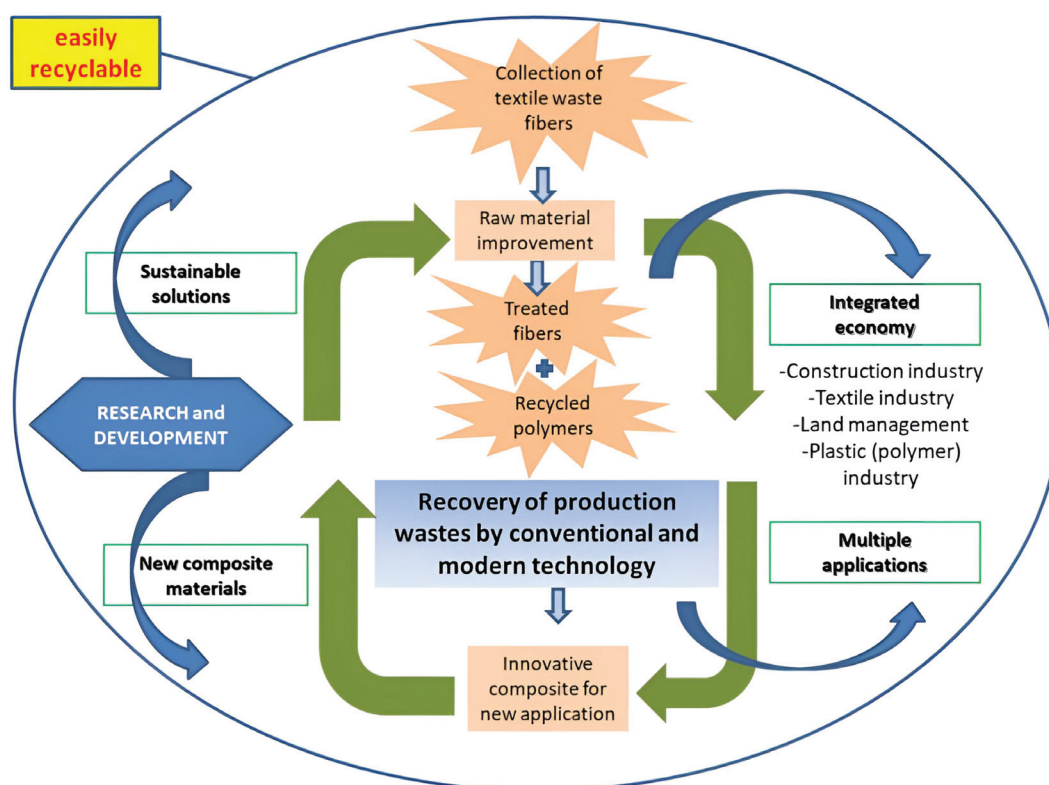 easily
recyclable
Collection of
textile waste
fibers
Raw material
improvement
Sustainable
solutions
Treated
fibers
Integrated
economy
-Construction industry
-Textile industry
-Land management
-Plastic (polymer)
industry
RESEARCH and
DEVELOPMENT
Recycled
polymers
Recovery of production
wastes by conventional and
modern technology
New composite
materials
Multiple
applications
Innovative
composite for
new application